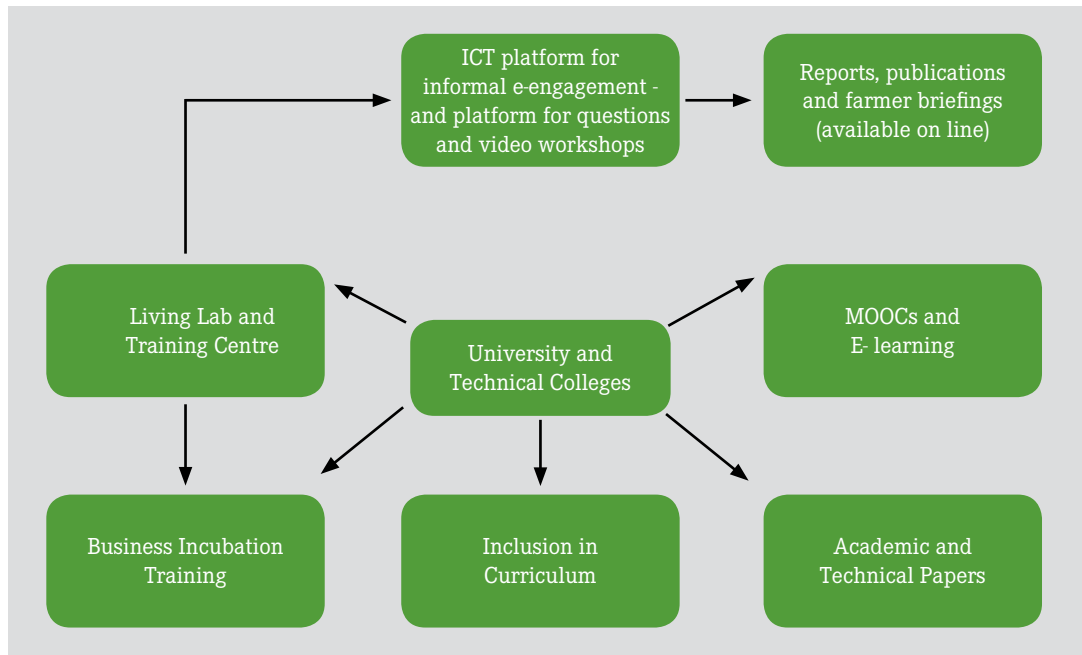 ICT platform for
informal e-engagement -
and platform for questions
and video workshops
Reports, publications
and farmer briefings
(available on line)
Living Lab and
Training Centre
University and
Technical Colleges
MOOCs and
E- learning
Business Incubation
Training
Inclusion in
Curriculum
Academic and
Technical Papers